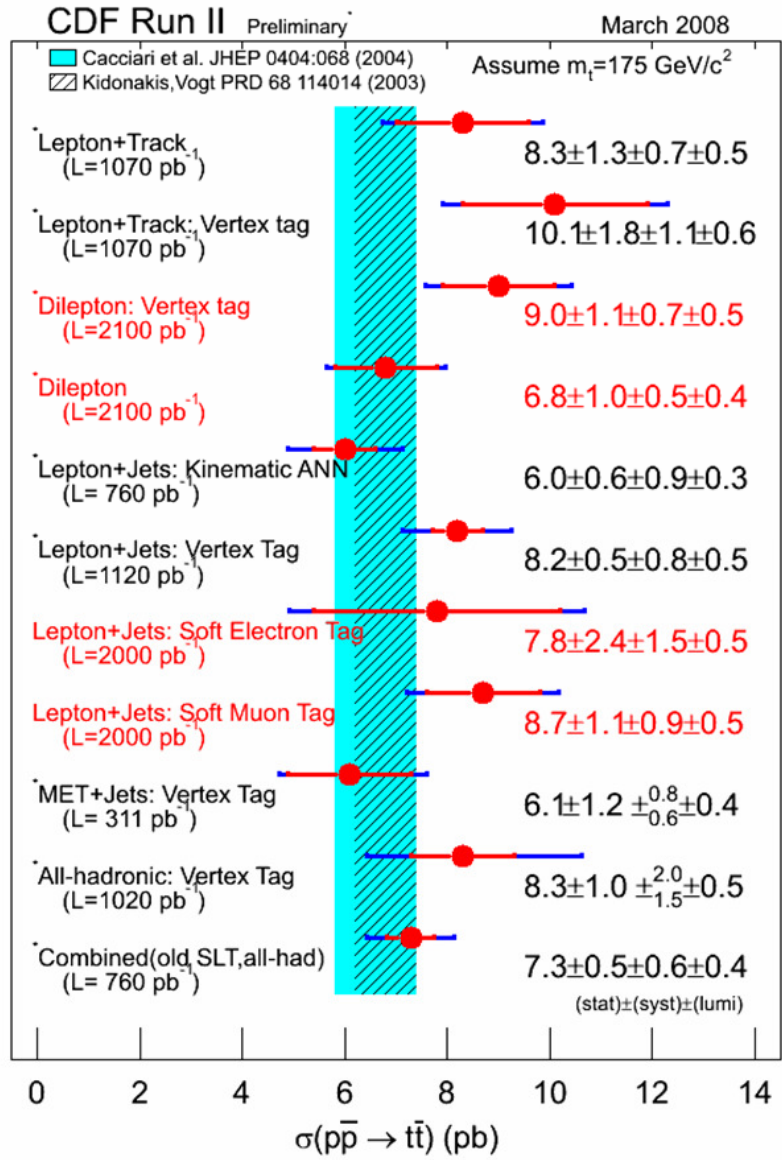 CDF Run II Preliminary*
March 2008
Cacciari et al. JHEP 0404:068 (2004)
Kidonakis,Vogt PRD 68 114014 (2003)
Assume mt=175 GeV/c²
*Lepton+Track
(L=1070 pb⁻¹)
8.3±1.3±0.7±0.5
*Lepton+Track: Vertex tag
(L=1070 pb⁻¹)
10.1±1.8±1.1±0.6
*Dilepton: Vertex tag
(L=2100 pb⁻¹)
9.0±1.1±0.7±0.5
*Dilepton
(L=2100 pb⁻¹)
6.8±1.0±0.5±0.4
*Lepton+Jets: Kinematic ANN
(L= 760 pb⁻¹)
6.0±0.6±0.9±0.3
*Lepton+Jets: Vertex Tag
(L=1120 pb⁻¹)
8.2±0.5±0.8±0.5
Lepton+Jets: Soft Electron Tag
(L=2000 pb⁻¹)
7.8±2.4±1.5±0.5
Lepton+Jets: Soft Muon Tag
(L=2000 pb⁻¹)
8.7±1.1±0.9±0.5
*MET+Jets: Vertex Tag
(L= 311 pb⁻¹)
6.1±1.2 ±0.8 0.6±0.4
*All-hadronic: Vertex Tag
(L=1020 pb⁻¹)
8.3±1.0 ±2.0 1.5±0.5
*Combined(old SLT,all-had)
(L= 760 pb⁻¹)
7.3±0.5±0.6±0.4
(stat)±(syst)±(lumi)
0 2 4 6 8 10 12 14
σ(pp̅ → tt̅) (pb)